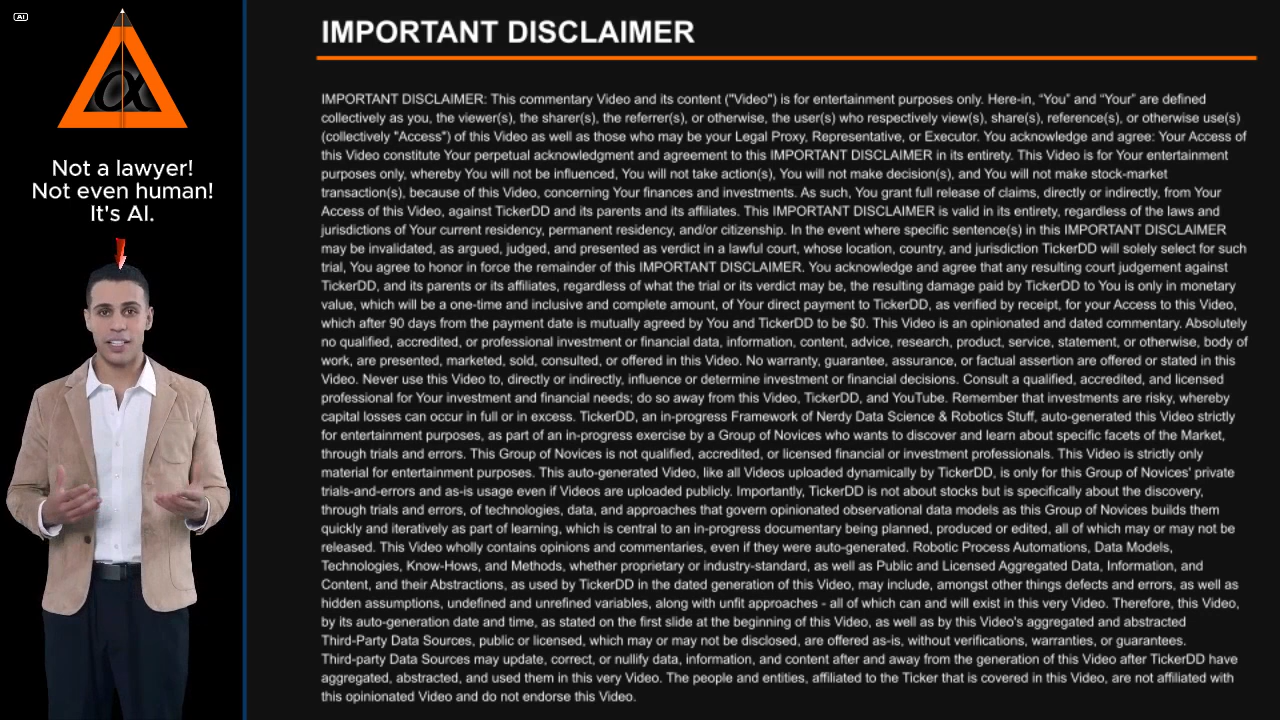 AI
α
Not a lawyer!
Not even human!
It's AI.
IMPORTANT DISCLAIMER
IMPORTANT DISCLAIMER: This commentary Video and its content ("Video") is for entertainment purposes only. Here-in, “You” and “Your” are defined
collectively as you, the viewer(s), the sharer(s), the referrer(s), or otherwise, the user(s) who respectively view(s), share(s), reference(s), or otherwise use(s)
(collectively "Access") of this Video as well as those who may be your Legal Proxy, Representative, or Executor. You acknowledge and agree: Your Access of
this Video constitute Your perpetual acknowledgment and agreement to this IMPORTANT DISCLAIMER in its entirety. This Video is for Your entertainment
purposes only, whereby You will not be influenced, You will not take action(s), You will not make decision(s), and You will not make stock-market
transaction(s), because of this Video, concerning Your finances and investments. As such, You grant full release of claims, directly or indirectly, from Your
Access of this Video, against TickerDD and its parents and its affiliates. This IMPORTANT DISCLAIMER is valid in its entirety, regardless of the laws and
jurisdictions of Your current residency, permanent residency, and/or citizenship. In the event where specific sentence(s) in this IMPORTANT DISCLAIMER
may be invalidated, as argued, judged, and presented as verdict in a lawful court, whose location, country, and jurisdiction TickerDD will solely select for such
trial, You agree to honor in force the remainder of this IMPORTANT DISCLAIMER. You acknowledge and agree that any resulting court judgement against
TickerDD, and its parents or its affiliates, regardless of what the trial or its verdict may be, the resulting damage paid by TickerDD to You is only in monetary
value, which will be a one-time and inclusive and complete amount, of Your direct payment to TickerDD, as verified by receipt, for your Access to this Video,
which after 90 days from the payment date is mutually agreed by You and TickerDD to be $0. This Video is an opinionated and dated commentary. Absolutely
no qualified, accredited, or professional investment or financial data, information, content, advice, research, product, service, statement, or otherwise, body of
work, are presented, marketed, sold, consulted, or offered in this Video. No warranty, guarantee, assurance, or factual assertion are offered or stated in this
Video. Never use this Video to, directly or indirectly, influence or determine investment or financial decisions. Consult a qualified, accredited, and licensed
professional for Your investment and financial needs; do so away from this Video, TickerDD, and YouTube. Remember that investments are risky, whereby
capital losses can occur in full or in excess. TickerDD, an in-progress Framework of Nerdy Data Science & Robotics Stuff, auto-generated this Video strictly
for entertainment purposes, as part of an in-progress exercise by a Group of Novices who wants to discover and learn about specific facets of the Market,
through trials and errors. This Group of Novices is not qualified, accredited, or licensed financial or investment professionals. This Video is strictly only
material for entertainment purposes. This auto-generated Video, like all Videos uploaded dynamically by TickerDD, is only for this Group of Novices' private
trials-and-errors and as-is usage even if Videos are uploaded publicly. Importantly, TickerDD is not about stocks but is specifically about the discovery,
through trials and errors, of technologies, data, and approaches that govern opinionated observational data models as this Group of Novices builds them
quickly and iteratively as part of learning, which is central to an in-progress documentary being planned, produced or edited, all of which may or may not be
released. This Video wholly contains opinions and commentaries, even if they were auto-generated. Robotic Process Automations, Data Models,
Technologies, Know-Hows, and Methods, whether proprietary or industry-standard, as well as Public and Licensed Aggregated Data, Information, and
Content, and their Abstractions, as used by TickerDD in the dated generation of this Video, may include, amongst other things defects and errors, as well as
hidden assumptions, undefined and unrefined variables, along with unfit approaches - all of which can and will exist in this very Video. Therefore, this Video,
by its auto-generation date and time, as stated on the first slide at the beginning of this Video, as well as by this Video's aggregated and abstracted
Third-Party Data Sources, public or licensed, which may or may not be disclosed, are offered as-is, without verifications, warranties, or guarantees.
Third-party Data Sources may update, correct, or nullify data, information, and content after and away from the generation of this Video after TickerDD have
aggregated, abstracted, and used them in this very Video. The people and entities, affiliated to the Ticker that is covered in this Video, are not affiliated with
this opinionated Video and do not endorse this Video.